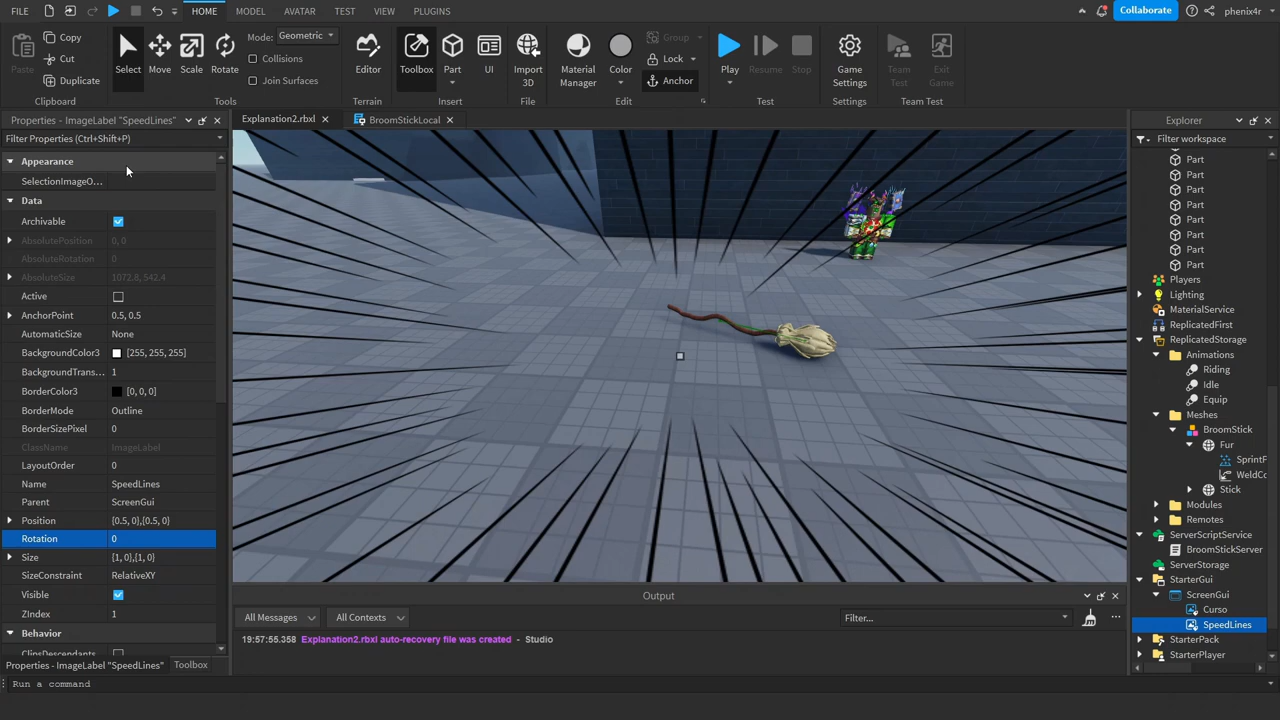 FILE HOME MODEL AVATAR TEST VIEW PLUGINS Collaborate phenix4r
Paste Copy Cut Duplicate Clipboard
Select Move Scale Rotate Mode: Geometric Collisions Join Surfaces Tools
Editor Terrain
Toolbox Part UI Insert
Import 3D File
Material Manager Color Group Lock Anchor Edit
Play Resume Stop Test
Game Settings Settings
Team Test Exit Game Team Test
Properties - ImageLabel "SpeedLines"
Filter Properties (Ctrl+Shift+P)
Appearance
SelectionImageO...
Data
Archivable
AbsolutePosition 0, 0
AbsoluteRotation 0
AbsoluteSize 1072.8, 542.4
Active
AnchorPoint 0.5, 0.5
AutomaticSize None
BackgroundColor3 [255, 255, 255]
BackgroundTrans... 1
BorderColor3 [0, 0, 0]
BorderMode Outline
BorderSizePixel 0
ClassName ImageLabel
LayoutOrder 0
Name SpeedLines
Parent ScreenGui
Position {0.5, 0},{0.5, 0}
Rotation 0
Size {1, 0},{1, 0}
SizeConstraint RelativeXY
Visible
ZIndex 1
Behavior
ClipsDescendants
Properties - ImageLabel "SpeedLines" Toolbox
Run a command
Explanation2.rbxl BroomStickLocal
Output
All Messages All Contexts Filter...
19:57:55.358 Explanation2.rbxl auto-recovery file was created - Studio
Explorer
Filter workspace
Part
Part
Part
Part
Part
Part
Part
Part
Players
Lighting
MaterialService
ReplicatedFirst
ReplicatedStorage
Animations
Riding
Idle
Equip
Meshes
BroomStick
Fur
SprintF
WeldCo
Stick
Modules
Remotes
ServerScriptService
BroomStickServer
ServerStorage
StarterGui
ScreenGui
Curso
SpeedLines
StarterPack
StarterPlayer